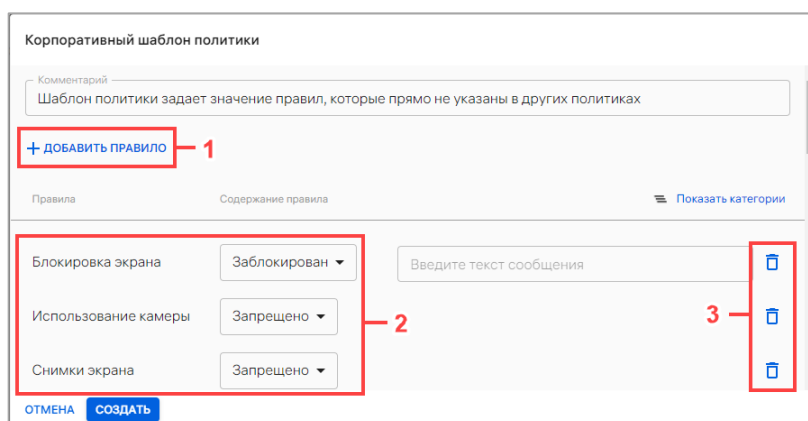 Корпоративный шаблон политики
Комментарий
Шаблон политики задает значение правил, которые прямо не указаны в других политиках
+ ДОБАВИТЬ ПРАВИЛО 1
Правила Содержание правила Показать категории
Блокировка экрана Заблокирован Введите текст сообщения
Использование камеры Запрещено 2 3
Снимки экрана Запрещено
ОТМЕНА СОЗДАТЬ